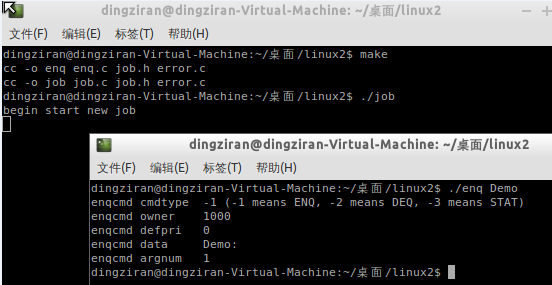 dingziran@dingziran-Virtual-Machine: ~/桌面/linux2
文件(F) 编辑(E) 标签(T) 帮助(H)
dingziran@dingziran-Virtual-Machine:~/桌面/linux2$ make
cc -o enq enq.c job.h error.c
cc -o job job.c job.h error.c
dingziran@dingziran-Virtual-Machine:~/桌面/linux2$ ./job
begin start new job
dingziran@dingziran-Virtual-Machine: ~/桌面/linux2
文件(F) 编辑(E) 标签(T) 帮助(H)
dingziran@dingziran-Virtual-Machine:~/桌面/linux2$ ./enq Demo
enqcmd cmdtype  -1 (-1 means ENQ, -2 means DEQ, -3 means STAT)
enqcmd owner    1000
enqcmd defpri   0
enqcmd data     Demo:
enqcmd argnum   1
dingziran@dingziran-Virtual-Machine:~/桌面/linux2$